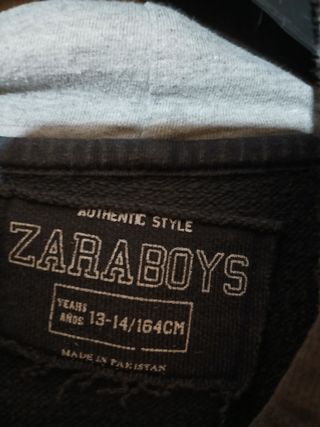 AUTHENTIC STYLE
ZARABOYS
YEARS
AÑOS 13-14/164CM
MADE IN PAKISTAN